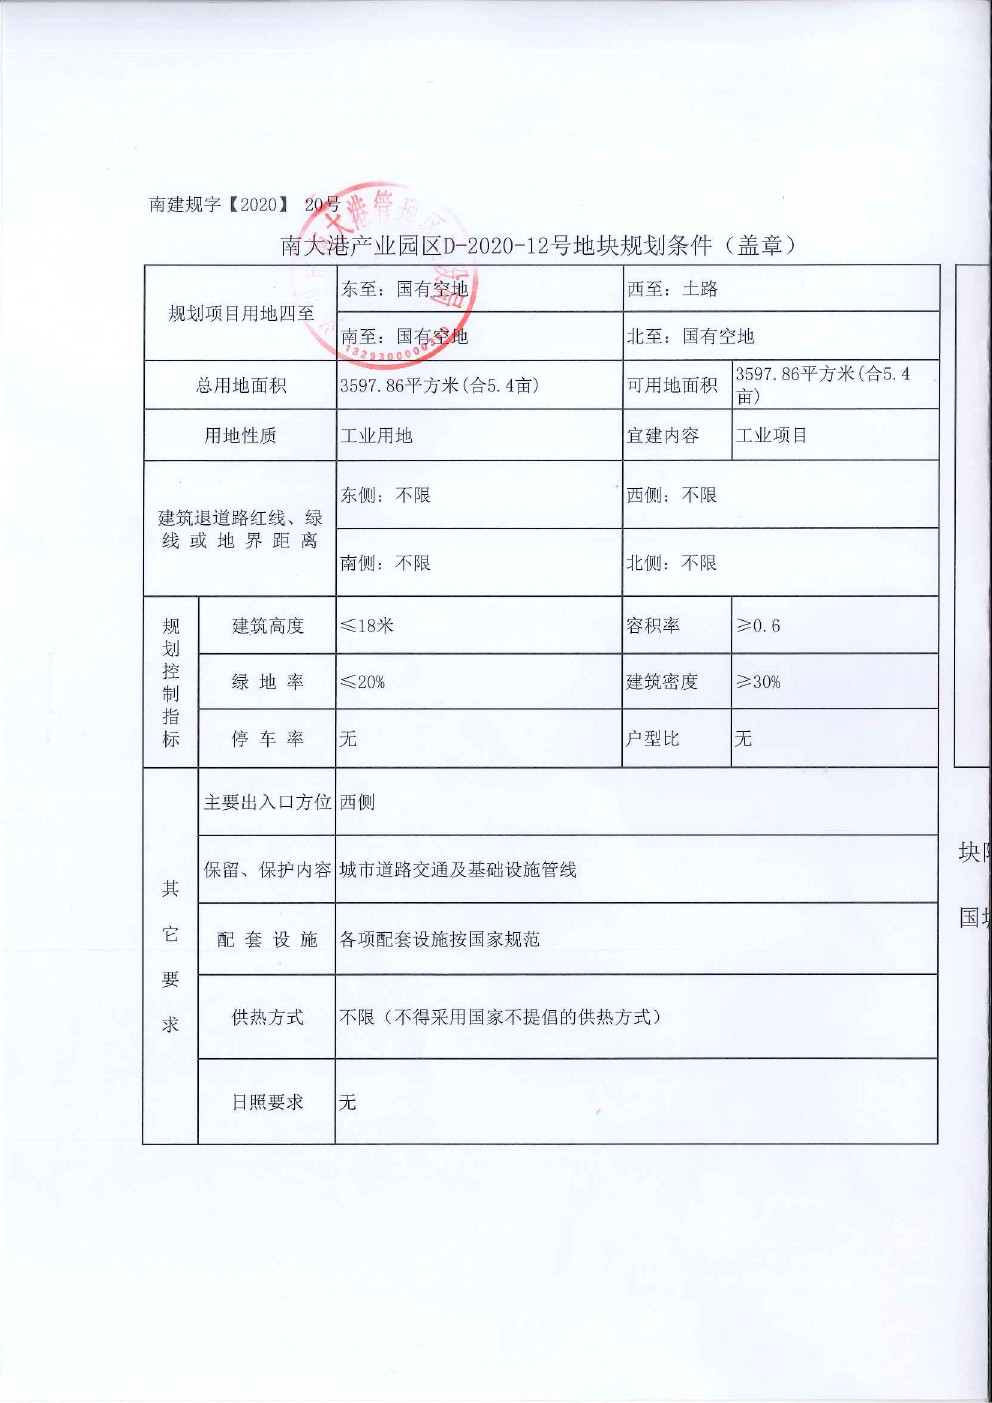 南建规字【2020】 20号
南大港产业园区D-2020-12号地块规划条件（盖章）
规划项目用地四至
东至：国有空地
西至：土路
南至：国有空地
北至：国有空地
总用地面积
3597.86平方米(合5.4亩)
可用地面积
3597.86平方米(合5.4
亩)
用地性质
工业用地
宜建内容
工业项目
建筑退道路红线、绿
线或地界距离
东侧：不限
西侧：不限
南侧：不限
北侧：不限
规
划
控
制
指
标
建筑高度
≤18米
容积率
≥0.6
绿地率
≤20%
建筑密度
≥30%
停车率
无
户型比
无
其
它
要
求
主要出入口方位
西侧
保留、保护内容
城市道路交通及基础设施管线
配套设施
各项配套设施按国家规范
供热方式
不限（不得采用国家不提倡的供热方式）
日照要求
无
块
国